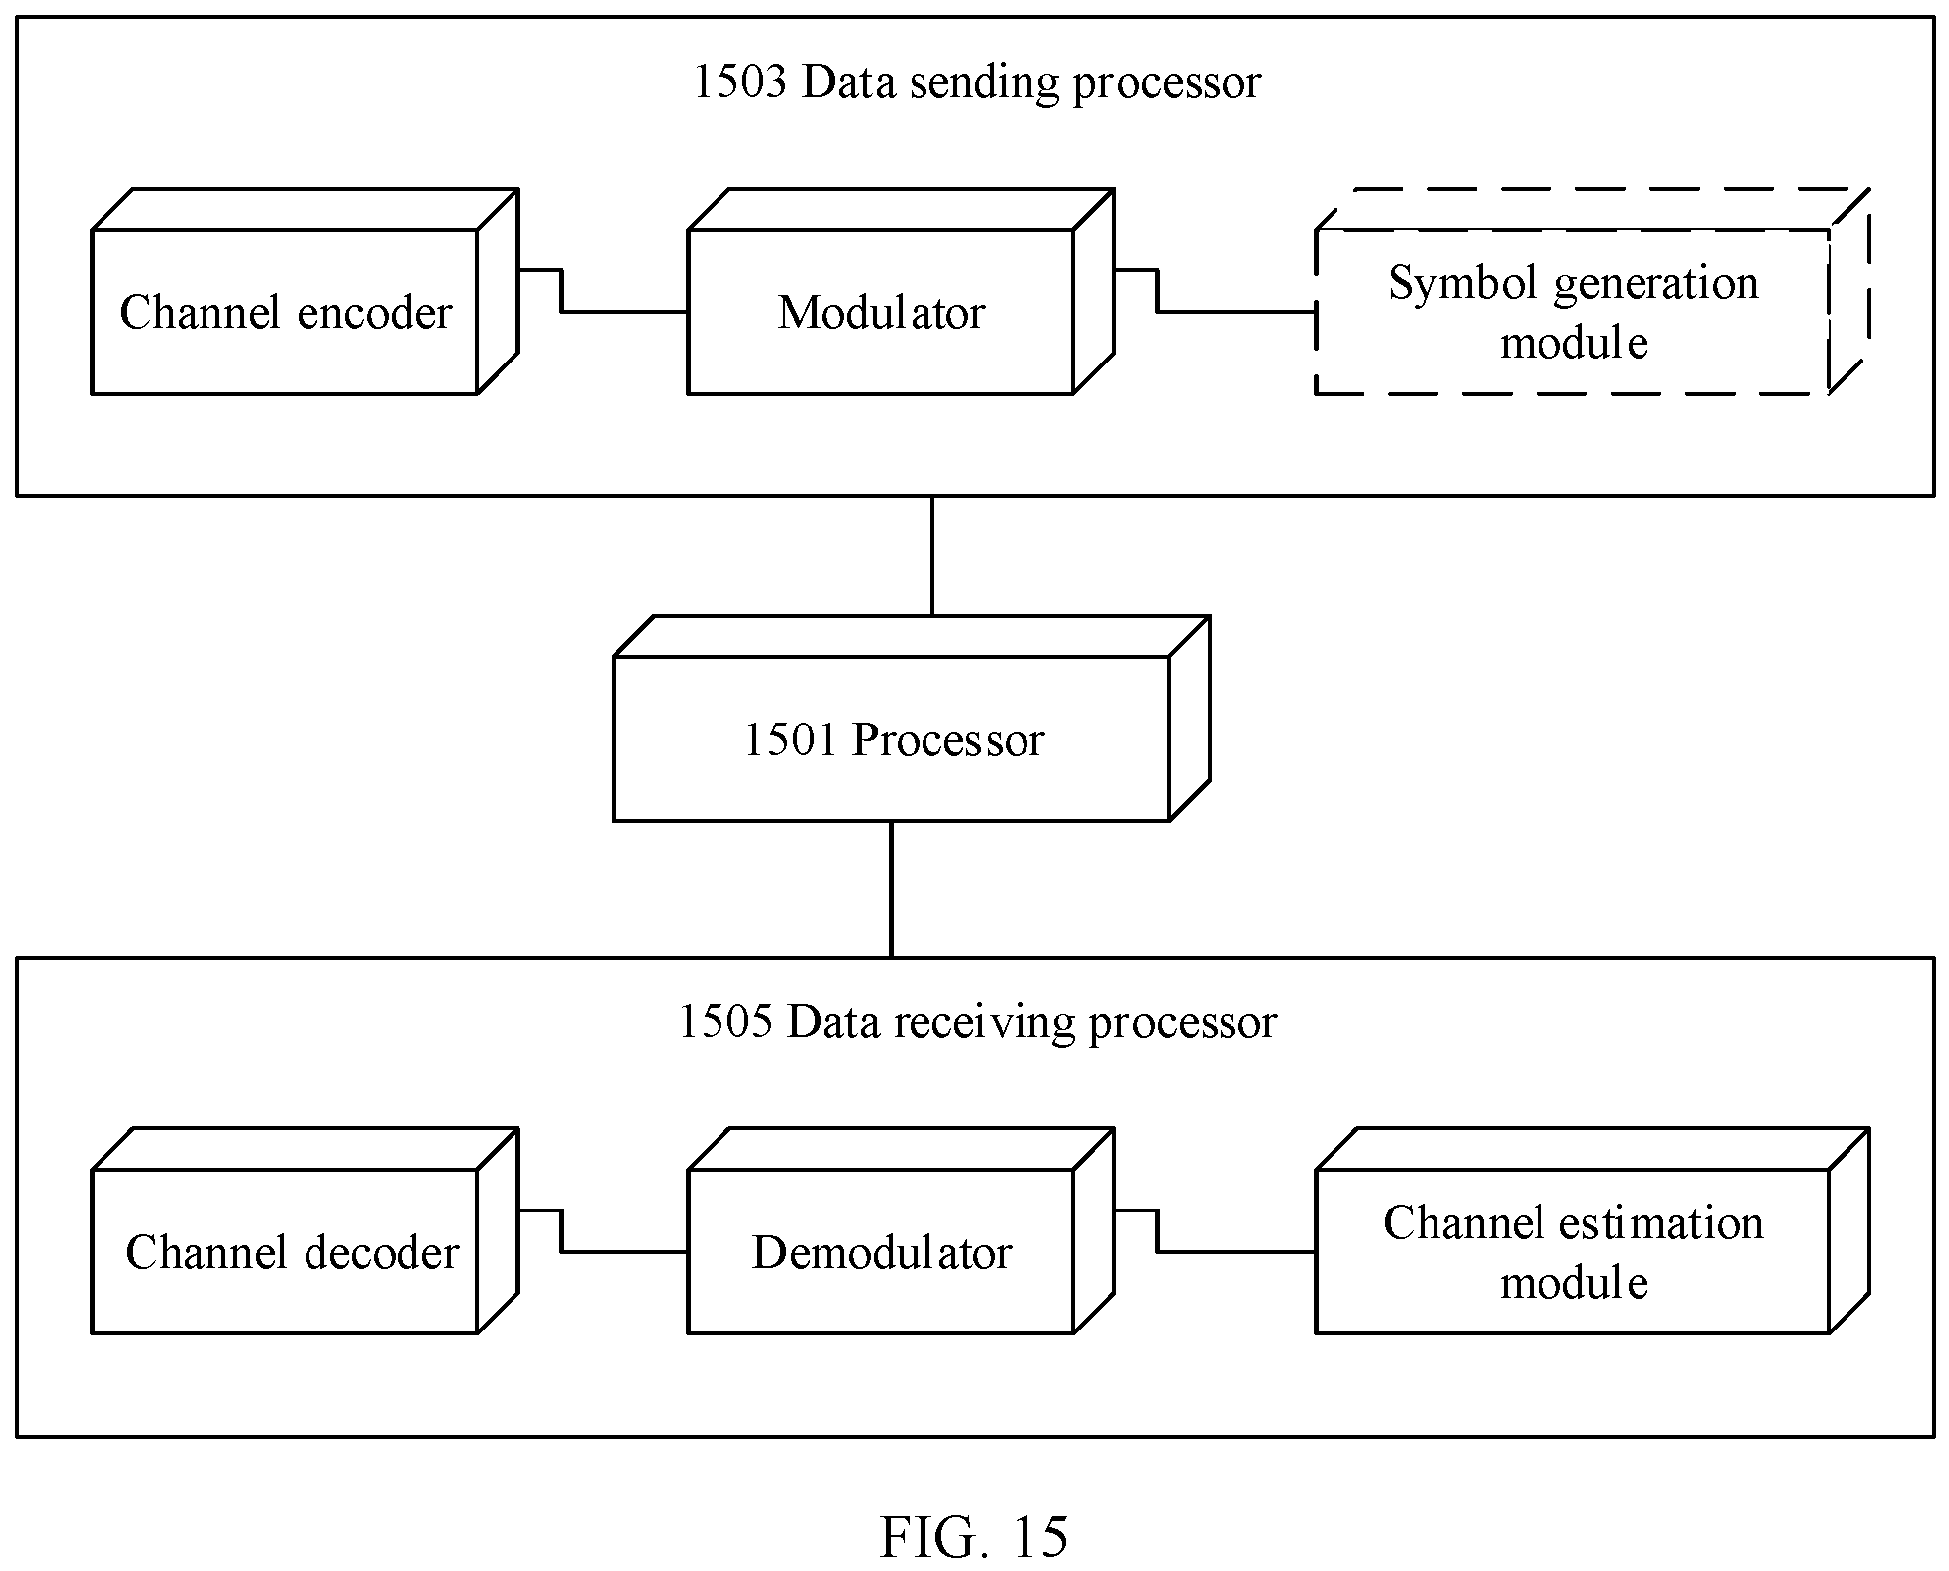 1503 Data sending processor
Channel encoder
Modulator
Symbol generation
module
1501 Processor
1505 Data receiving processor
Channel decoder
Demodulator
Channel estimation
module
FIG. 15